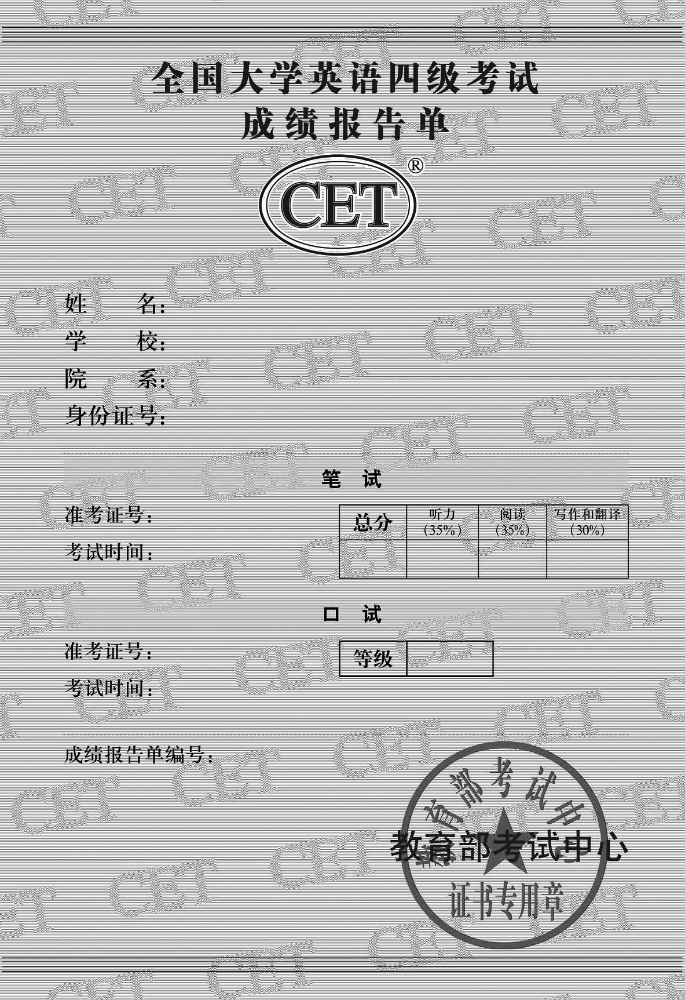 全国大学英语四级考试
成绩报告单
CET®
姓 名：
学 校：
院 系：
身份证号：
笔 试
准考证号：
考试时间：
总分 听力 阅读 写作和翻译
（35%） （35%） （30%）
口 试
准考证号：
等级
考试时间：
成绩报告单编号：
教育部考试中心
教育部考试中心
证书专用章